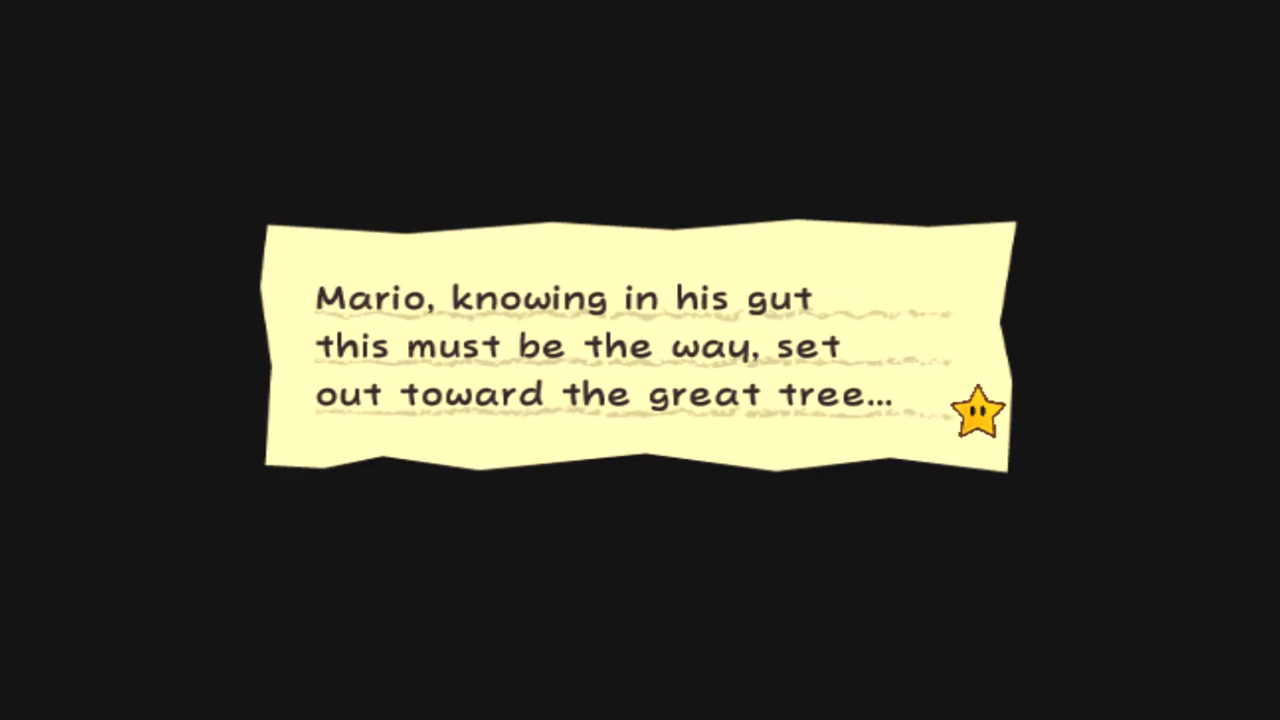 Mario, knowing in his gut
this must be the way, set
out toward the great tree...